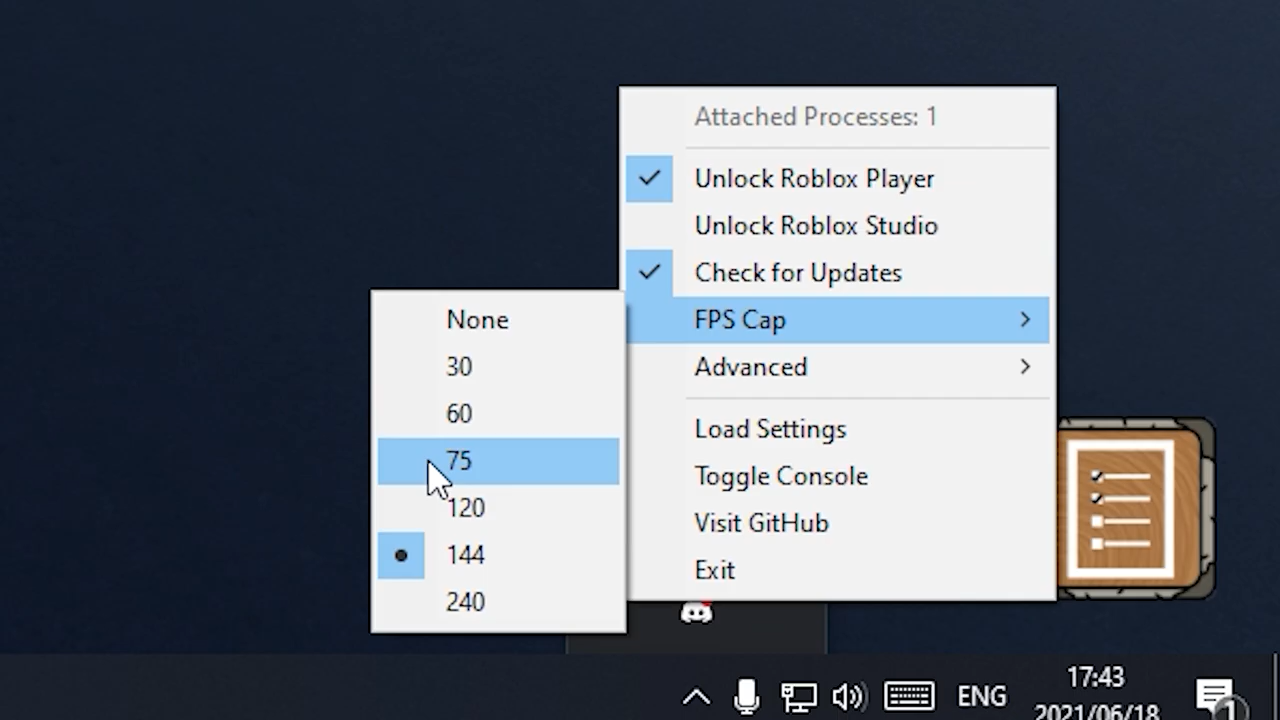 Attached Processes: 1
Unlock Roblox Player
Unlock Roblox Studio
Check for Updates
FPS Cap
Advanced
Load Settings
Toggle Console
Visit GitHub
Exit
None
30
60
75
120
144
240
ENG
17:43
2021/06/18
1